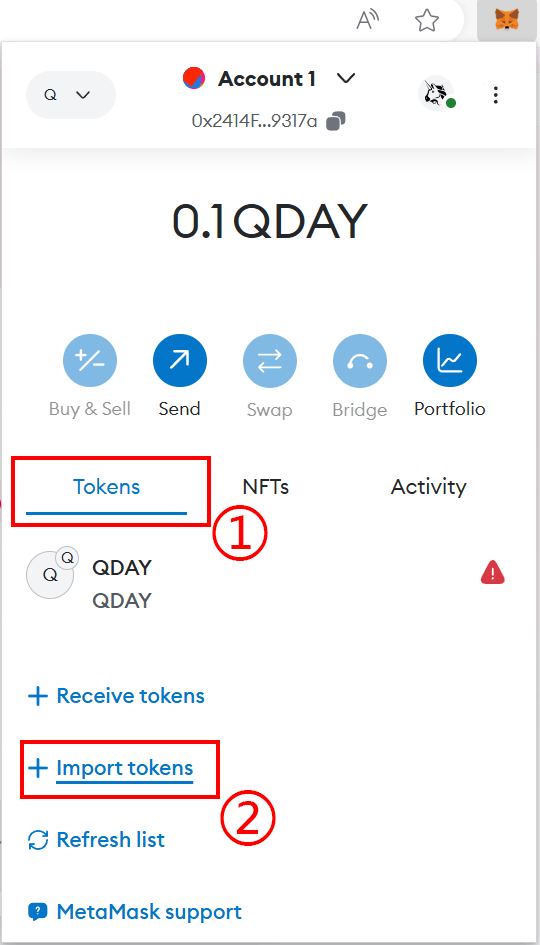 A
Q
Account 1
0x2414F...9317a
0.1 QDAY
Buy & Sell
Send
Swap
Bridge
Portfolio
Tokens
NFTs
Activity
①
Q
Q
QDAY
QDAY
Receive tokens
Import tokens
②
Refresh list
MetaMask support